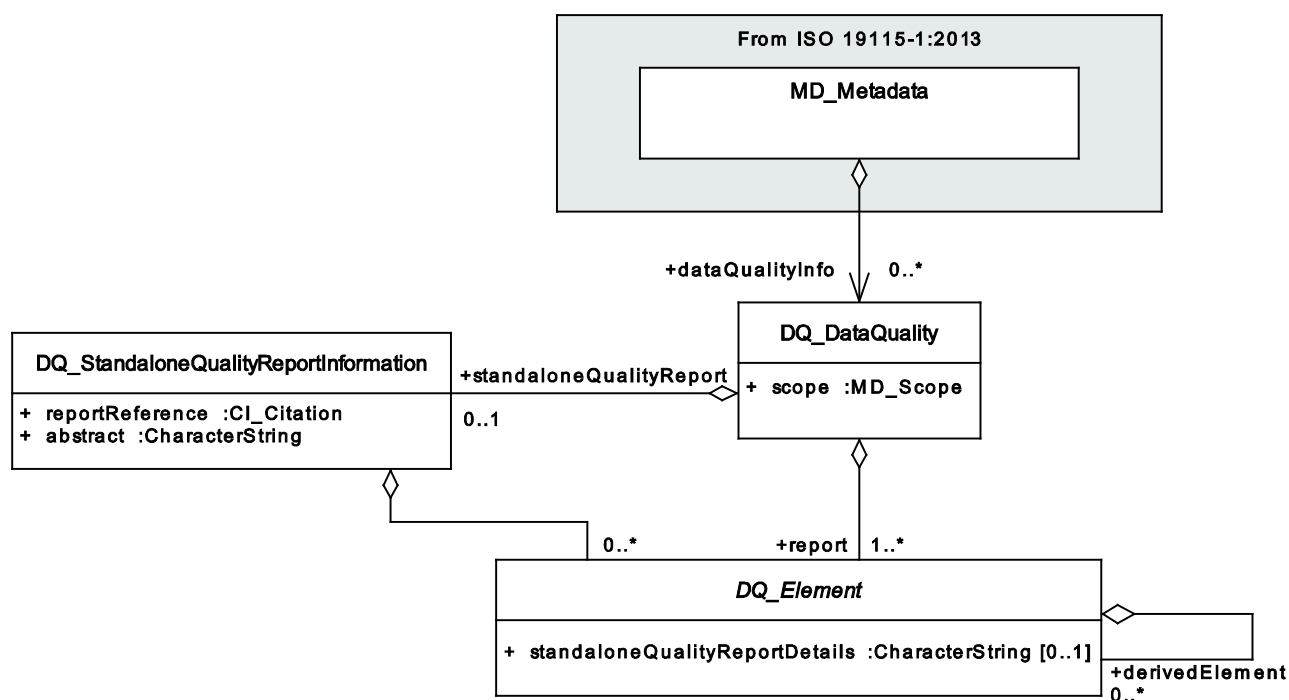 From ISO 19115-1:2013
MD_Metadata
+dataQualityInfo 0..*
DQ_DataQuality
+ scope :MD_Scope
DQ_StandaloneQualityReportInformation
+ reportReference :CI_Citation
+ abstract :CharacterString
+standaloneQualityReport
0..1
0..*
+report 1..*
DQ_Element
+ standaloneQualityReportDetails :CharacterString [0..1]
+derivedElement
0..*